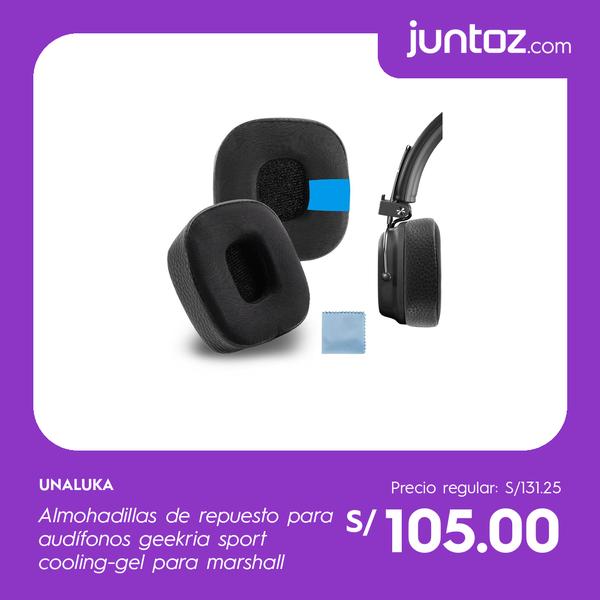 juntoz.com
UNALUKA
Almohadillas de repuesto para
audífonos geekria sport
cooling-gel para marshall
Precio regular: S/131.25
S/ 105.00